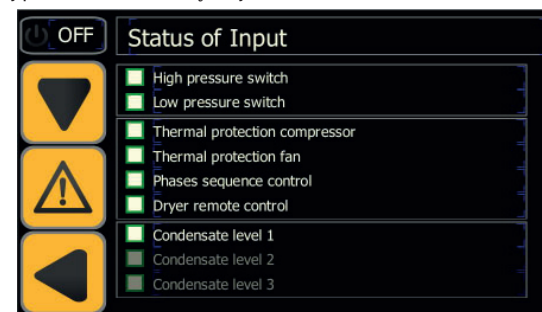 OFF
Status of Input
High pressure switch
Low pressure switch
Thermal protection compressor
Thermal protection fan
Phases sequence control
Dryer remote control
Condensate level 1
Condensate level 2
Condensate level 3